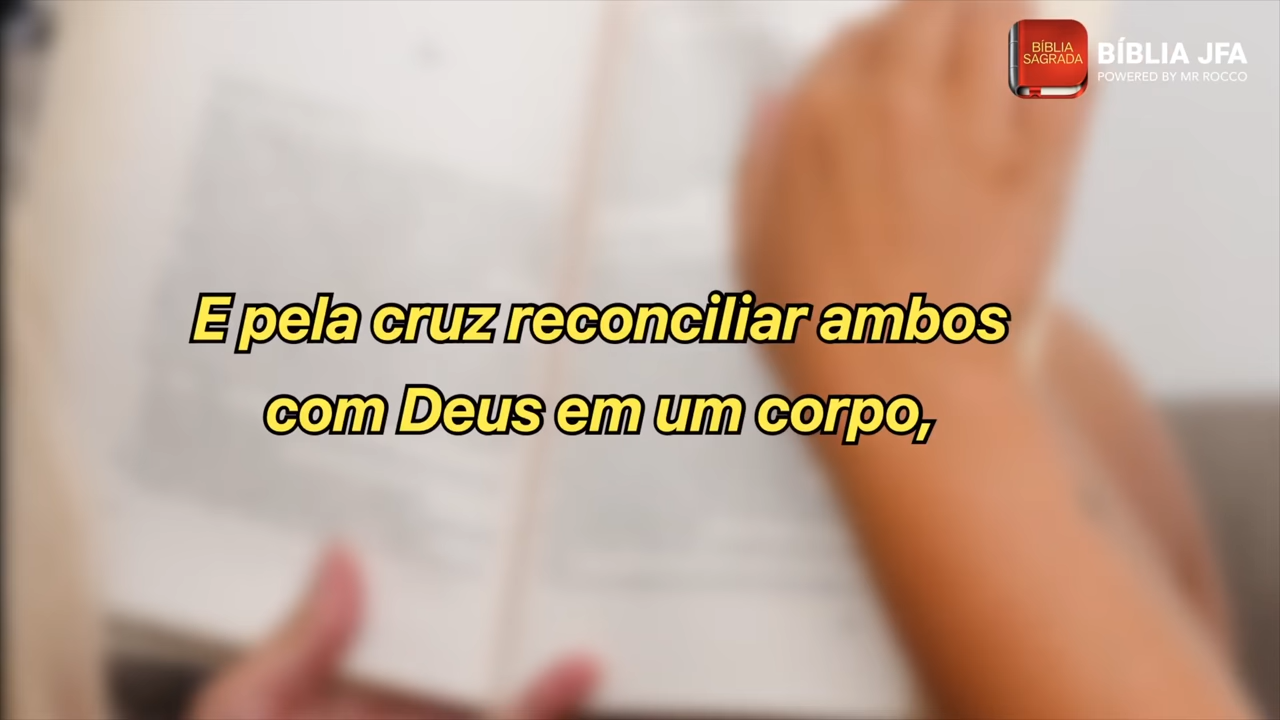 BÍBLIA
SAGRADA
BÍBLIA JFA
POWERED BY MR ROCCO
E pela cruz reconciliar ambos
com Deus em um corpo,